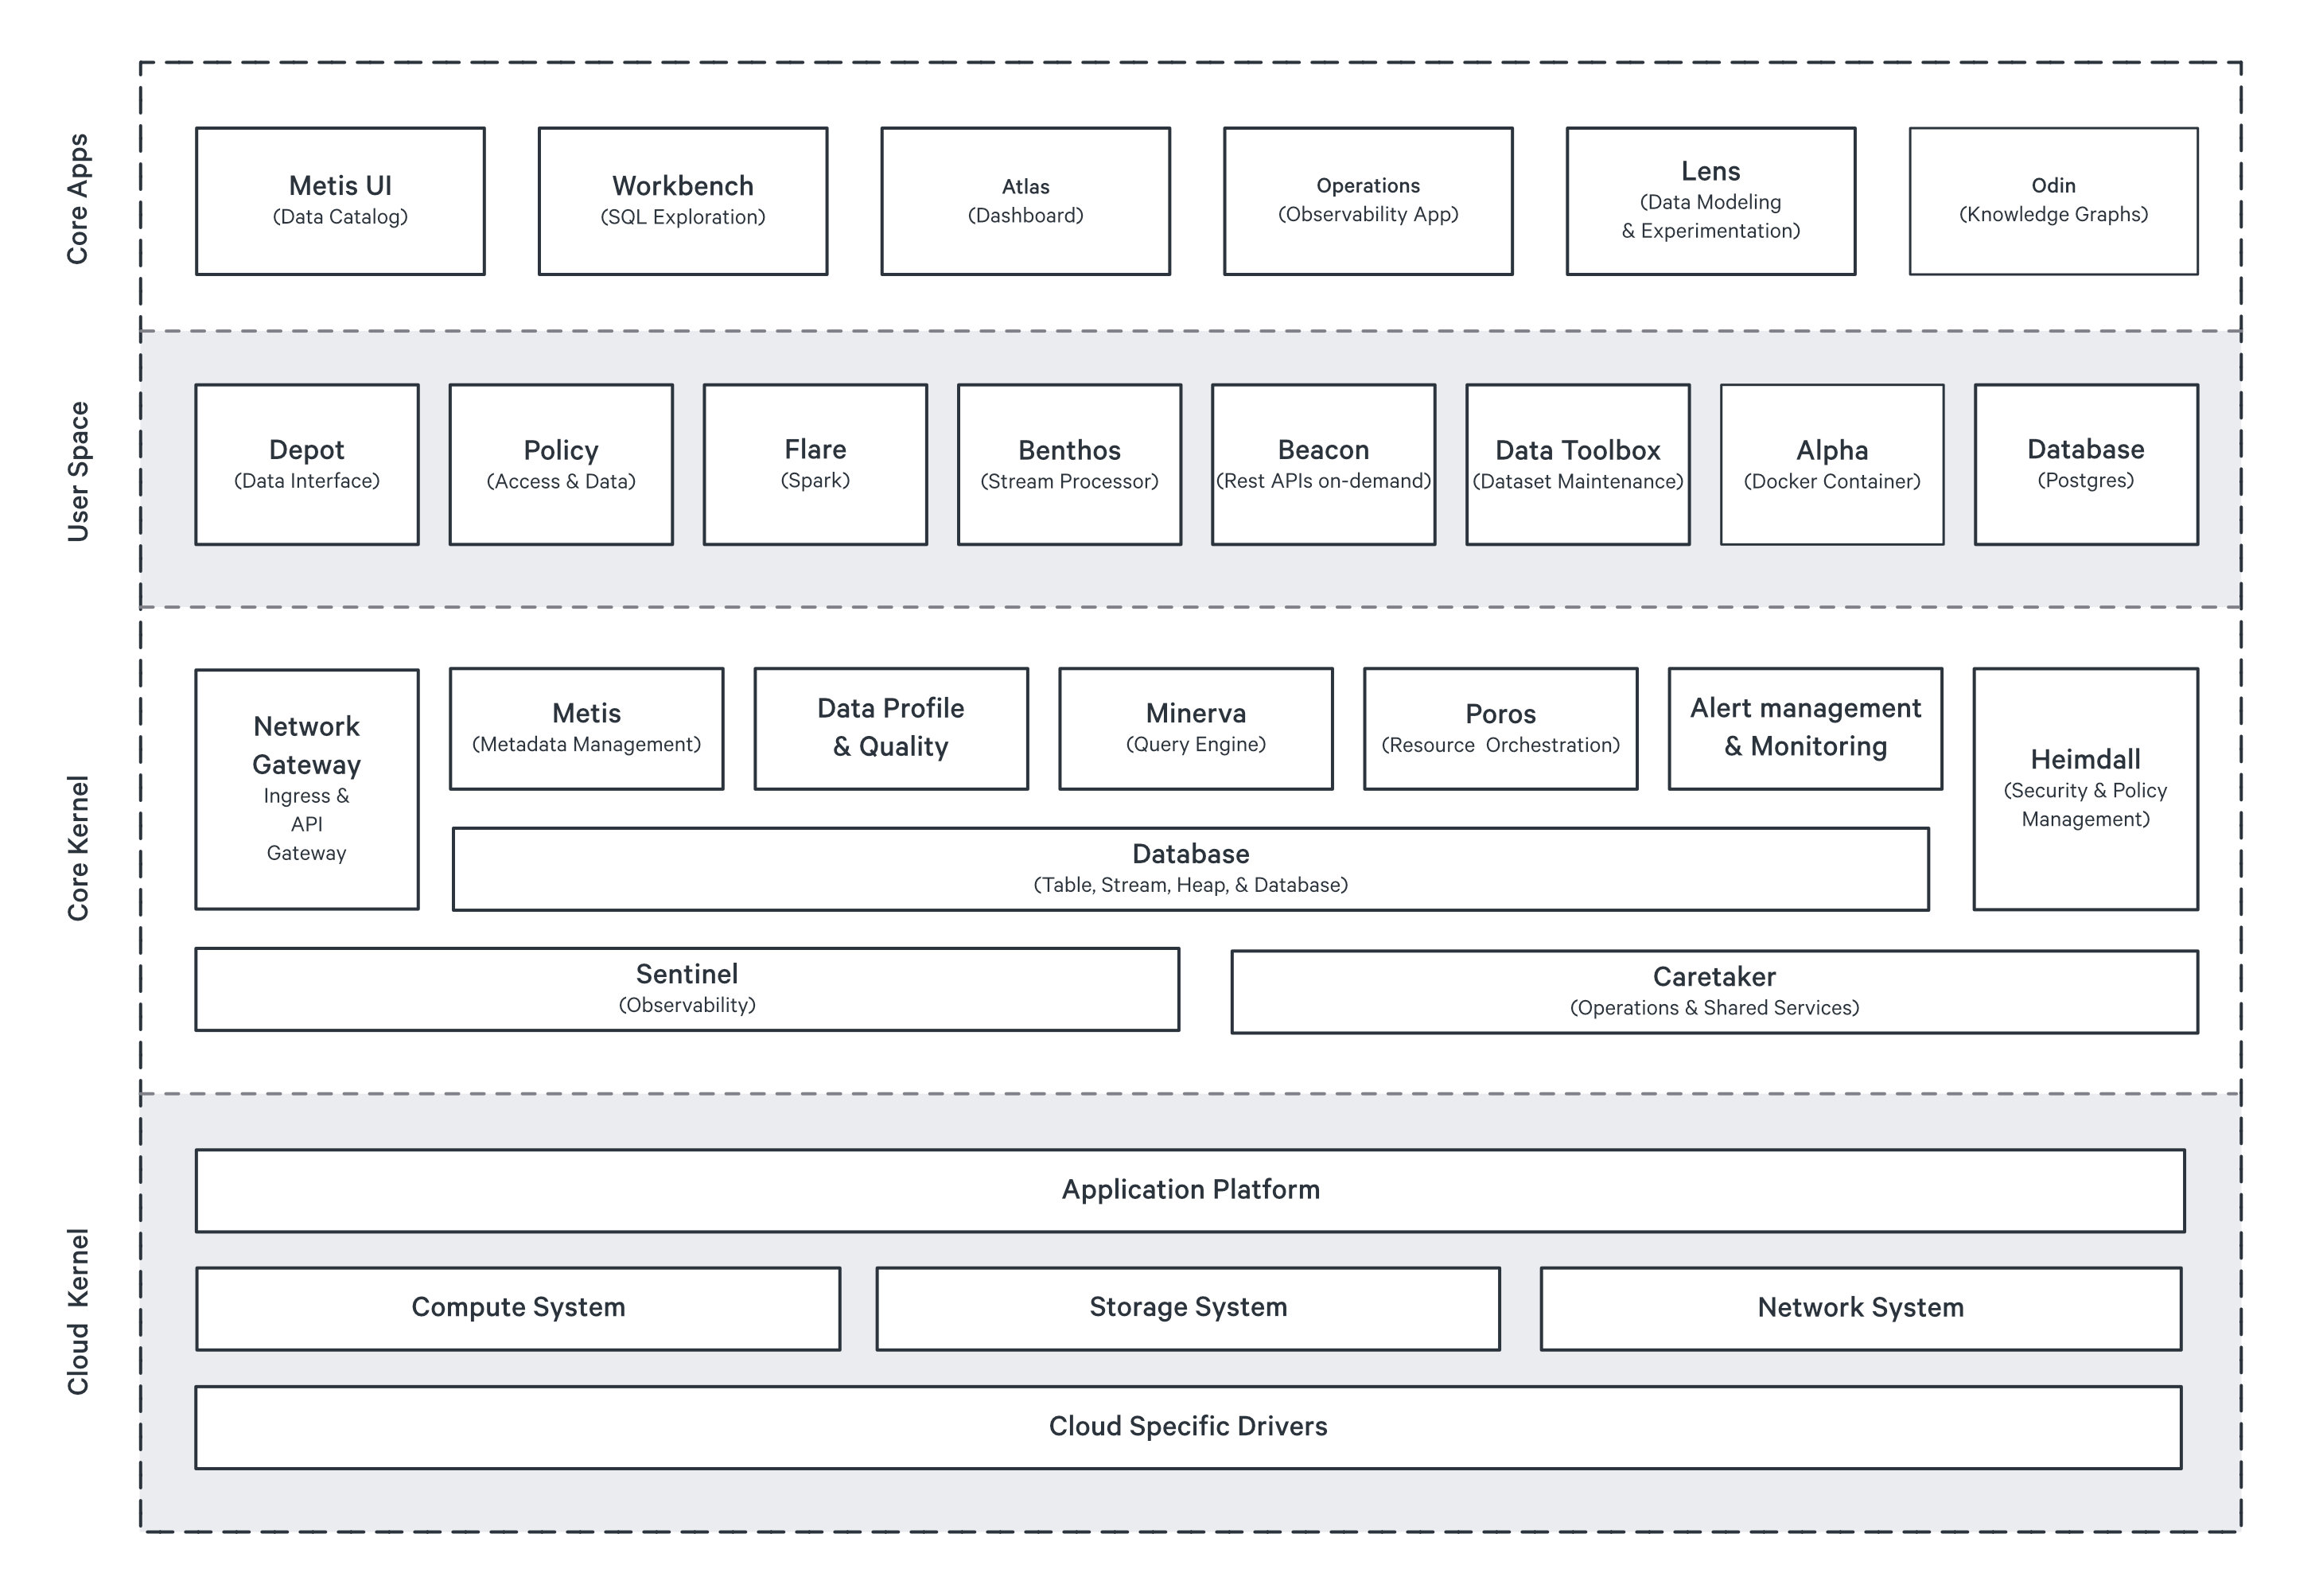 Core Apps
Metis UI
(Data Catalog)
Workbench
(SQL Exploration)
Atlas
(Dashboard)
Operations
(Observability App)
Lens
(Data Modeling
& Experimentation)
Odin
(Knowledge Graphs)
User Space
Depot
(Data Interface)
Policy
(Access & Data)
Flare
(Spark)
Benthos
(Stream Processor)
Beacon
(Rest APIs on-demand)
Data Toolbox
(Dataset Maintenance)
Alpha
(Docker Container)
Database
(Postgres)
Core Kernel
Network
Gateway
Ingress &
API
Gateway
Metis
(Metadata Management)
Data Profile
& Quality
Minerva
(Query Engine)
Poros
(Resource Orchestration)
Alert management
& Monitoring
Heimdall
(Security & Policy
Management)
Database
(Table, Stream, Heap, & Database)
Sentinel
(Observability)
Caretaker
(Operations & Shared Services)
Cloud Kernel
Application Platform
Compute System
Storage System
Network System
Cloud Specific Drivers